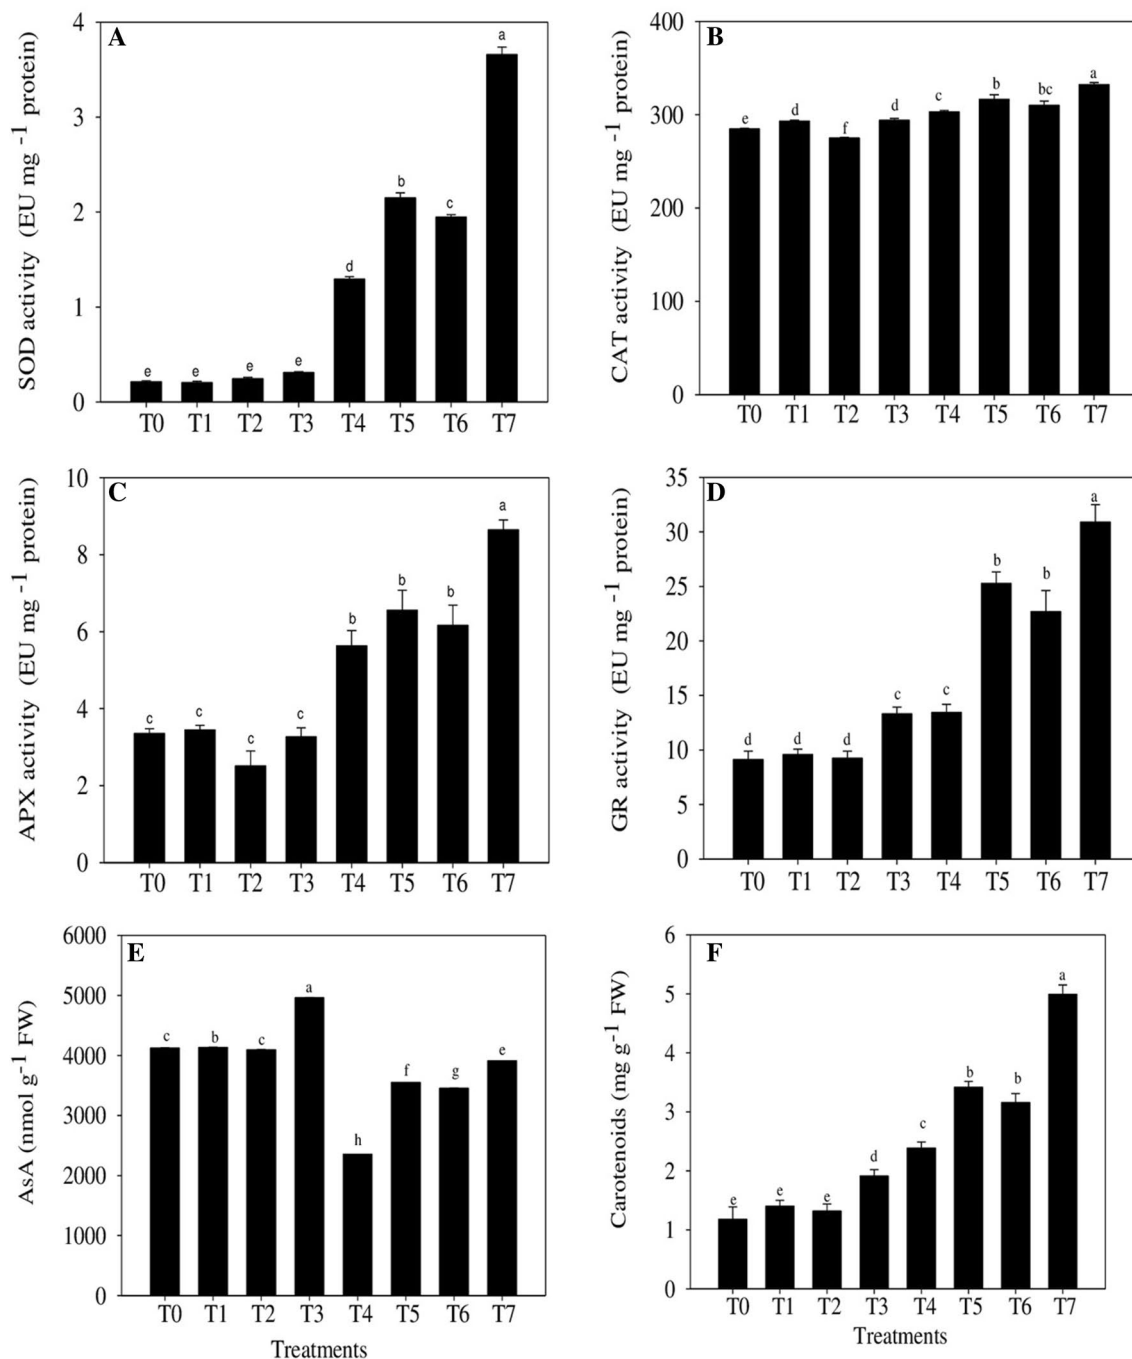 A
SOD activity (EU mg -1 protein)
4
3
2
1
0
e e e e d b c a
T0 T1 T2 T3 T4 T5 T6 T7
B
CAT activity (EU mg -1 protein)
400
300
200
100
0
e d f d c b bc a
T0 T1 T2 T3 T4 T5 T6 T7
C
APX activity (EU mg -1 protein)
10
8
6
4
2
0
c c c c b b b a
T0 T1 T2 T3 T4 T5 T6 T7
D
GR activity (EU mg -1 protein)
35
30
25
20
15
10
5
0
d d d c c b b a
T0 T1 T2 T3 T4 T5 T6 T7
E
AsA (nmol g-1 FW)
6000
5000
4000
3000
2000
1000
0
c b c a h f g e
T0 T1 T2 T3 T4 T5 T6 T7
Treatments
F
Carotenoids (mg g-1 FW)
6
5
4
3
2
1
0
e e e d c b b a
T0 T1 T2 T3 T4 T5 T6 T7
Treatments